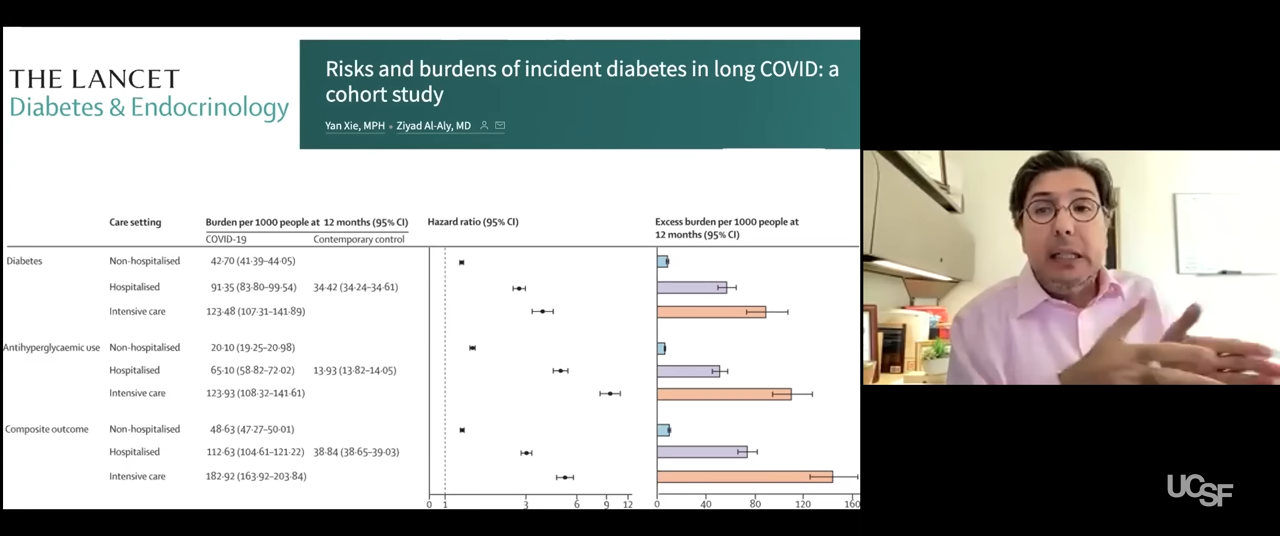 THE LANCET
Diabetes & Endocrinology
Risks and burdens of incident diabetes in long COVID: a
cohort study
Yan Xie, MPH • Ziyad Al-Aly, MD
Care setting Burden per 1000 people at 12 months (95% CI) Hazard ratio (95% CI) Excess burden per 1000 people at
12 months (95% CI)
COVID-19 Contemporary control
Diabetes Non-hospitalised 42·70 (41·39–44·05)
Hospitalised 91·35 (83·80–99·54) 34·42 (34·24–34·61)
Intensive care 123·48 (107·31–141·89)
Antihyperglycaemic use Non-hospitalised 20·10 (19·25–20·98)
Hospitalised 65·10 (58·82–72·02) 13·93 (13·82–14·05)
Intensive care 123·93 (108·32–141·61)
Composite outcome Non-hospitalised 48·63 (47·27–50·01)
Hospitalised 112·63 (104·61–121·22) 38·84 (38·65–39·03)
Intensive care 182·92 (163·92–203·84)
0 1 3 6 9 12 0 40 80 120 160
UCSF